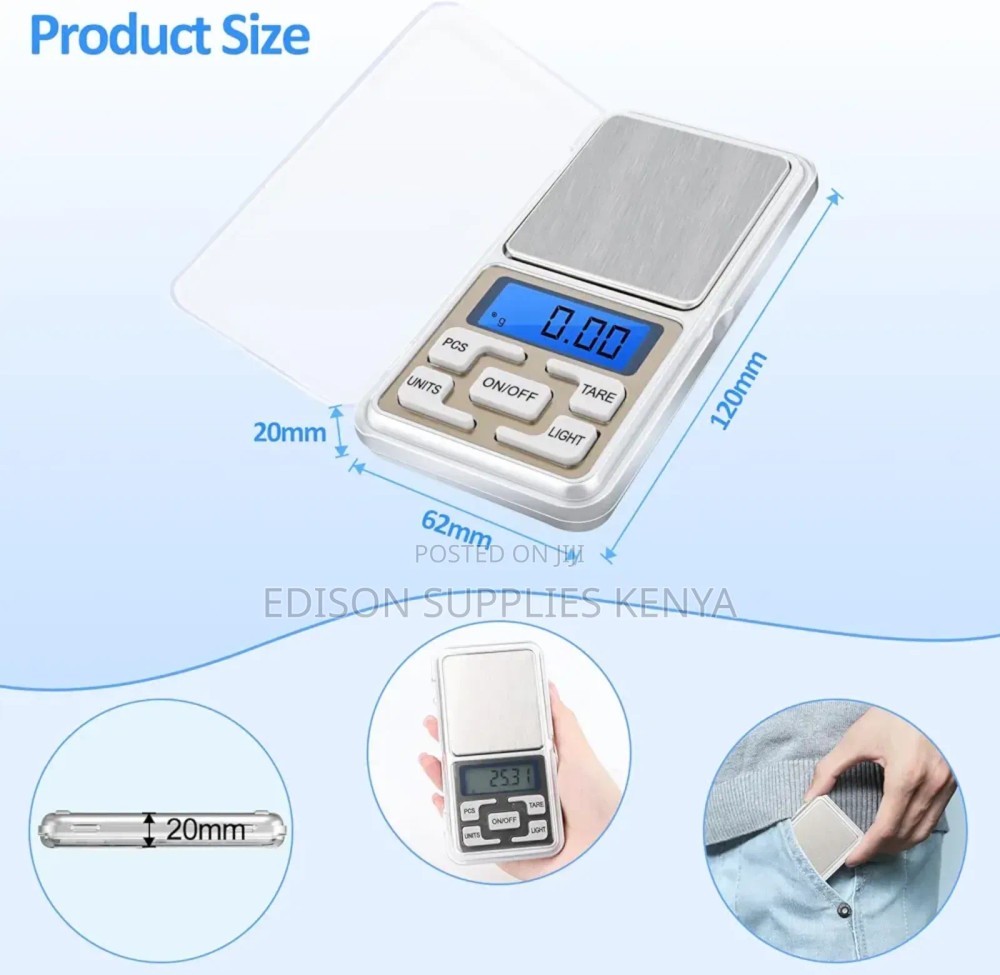 Product Size
g
0.00
PCS
UNITS
ON/OFF
TARE
LIGHT
20mm
62mm
120mm
POSTED ON JIJI
EDISON SUPPLIES KENYA
20mm
25.31
PCS
TARE
ON/OFF
UNITS
LIGHT